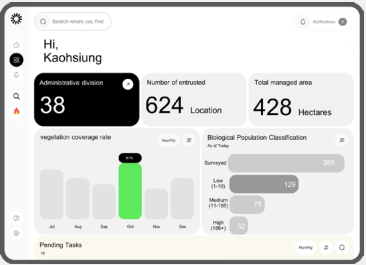 Search where you find
Notifications
Hi,
Kaohsiung
Administrative division
38
Number of entrusted
624 Location
Total managed area
428 Hectares
vegetation coverage rate
Monthly
Jul Aug Sep Oct Nov Dec
Biological Population Classification
As of Today
Surveyed 385
Low
(1-10) 129
Medium
(11-185) 79
High
(186+) 32
Pending Tasks
Monthly